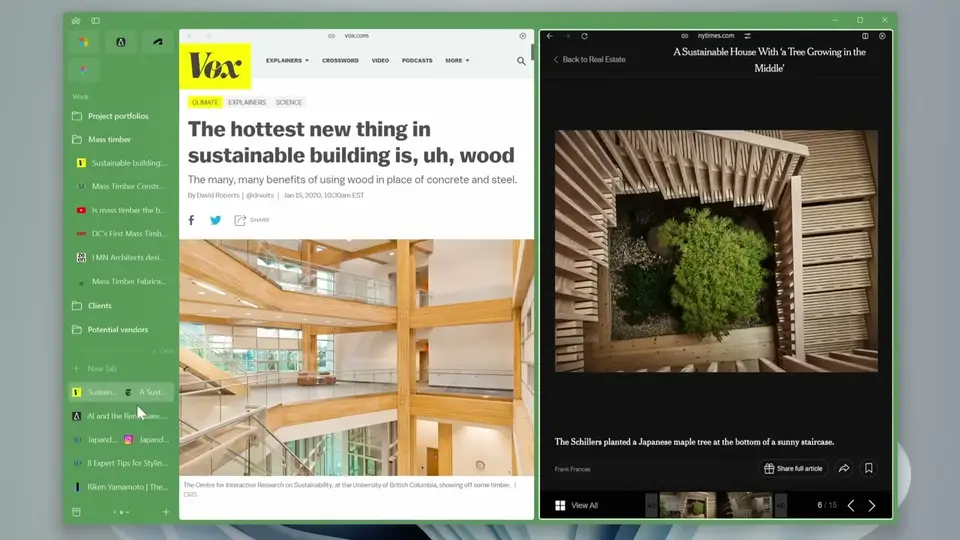 Work
Project portfolios
Mass timber
Sustainable building:...
Mass Timber Constr...
Is mass timber the b...
DC's First Mass Timb...
LMN Architects desi...
Mass Timber Fabrica...
Clients
Potential vendors
Clear
New Tab
Sustain... A Sust...
AI and the Renaissanc...
Japand... Japand...
8 Expert Tips for Stylin...
Riken Yamamoto | The...
vox.com
Vox
EXPLAINERS CROSSWORD VIDEO PODCASTS MORE
CLIMATE EXPLAINERS SCIENCE
The hottest new thing in
sustainable building is, uh, wood
The many, many benefits of using wood in place of concrete and steel.
By David Roberts | @drvolts | Jan 15, 2020, 10:30am EST
SHARE
The Centre for Interactive Research on Sustainability, at the University of British Columbia, showing off some timber. |
CIRS
nytimes.com
Back to Real Estate
A Sustainable House With 'a Tree Growing in the
Middle'
The Schillers planted a Japanese maple tree at the bottom of a sunny staircase.
Frank Frances
Share full article
View All
6 / 15